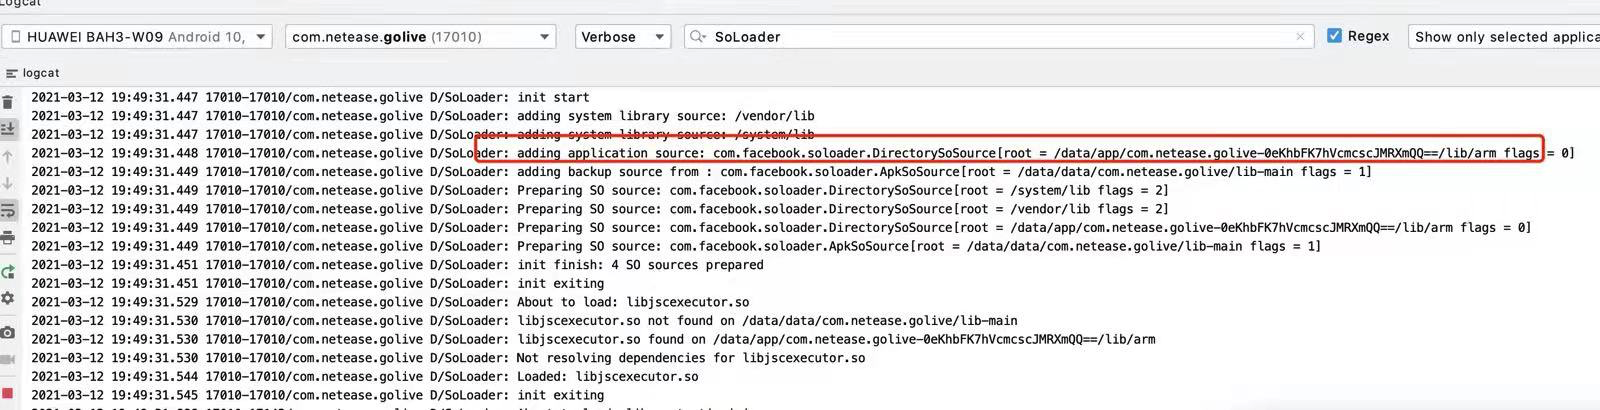 Logcat
HUAWEI BAH3-W09 Android 10, com.netease.golive (17010) Verbose SoLoader Regex Show only selected applica
logcat
2021-03-12 19:49:31.447 17010-17010/com.netease.golive D/SoLoader: init start
2021-03-12 19:49:31.447 17010-17010/com.netease.golive D/SoLoader: adding system library source: /vendor/lib
2021-03-12 19:49:31.447 17010-17010/com.netease.golive D/SoLoader: adding system library source: /system/lib
2021-03-12 19:49:31.448 17010-17010/com.netease.golive D/SoLoader: adding application source: com.facebook.soloader.DirectorySoSource[root = /data/app/com.netease.golive-0eKhbFK7hVcmcscJMRXmQQ==/lib/arm flags = 0]
2021-03-12 19:49:31.449 17010-17010/com.netease.golive D/SoLoader: adding backup source from : com.facebook.soloader.ApkSoSource[root = /data/data/com.netease.golive/lib-main flags = 1]
2021-03-12 19:49:31.449 17010-17010/com.netease.golive D/SoLoader: Preparing SO source: com.facebook.soloader.DirectorySoSource[root = /system/lib flags = 2]
2021-03-12 19:49:31.449 17010-17010/com.netease.golive D/SoLoader: Preparing SO source: com.facebook.soloader.DirectorySoSource[root = /vendor/lib flags = 2]
2021-03-12 19:49:31.449 17010-17010/com.netease.golive D/SoLoader: Preparing SO source: com.facebook.soloader.DirectorySoSource[root = /data/app/com.netease.golive-0eKhbFK7hVcmcscJMRXmQQ==/lib/arm flags = 0]
2021-03-12 19:49:31.449 17010-17010/com.netease.golive D/SoLoader: Preparing SO source: com.facebook.soloader.ApkSoSource[root = /data/data/com.netease.golive/lib-main flags = 1]
2021-03-12 19:49:31.451 17010-17010/com.netease.golive D/SoLoader: init finish: 4 SO sources prepared
2021-03-12 19:49:31.451 17010-17010/com.netease.golive D/SoLoader: init exiting
2021-03-12 19:49:31.529 17010-17010/com.netease.golive D/SoLoader: About to load: libjscexecutor.so
2021-03-12 19:49:31.530 17010-17010/com.netease.golive D/SoLoader: libjscexecutor.so not found on /data/data/com.netease.golive/lib-main
2021-03-12 19:49:31.530 17010-17010/com.netease.golive D/SoLoader: libjscexecutor.so found on /data/app/com.netease.golive-0eKhbFK7hVcmcscJMRXmQQ==/lib/arm
2021-03-12 19:49:31.530 17010-17010/com.netease.golive D/SoLoader: Not resolving dependencies for libjscexecutor.so
2021-03-12 19:49:31.544 17010-17010/com.netease.golive D/SoLoader: Loaded: libjscexecutor.so
2021-03-12 19:49:31.545 17010-17010/com.netease.golive D/SoLoader: init exiting